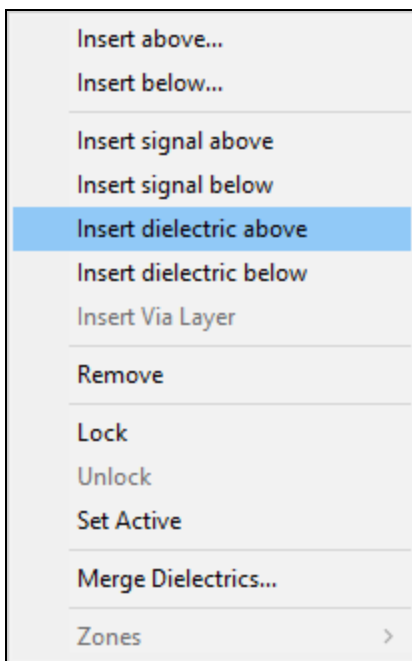 Insert above...
Insert below...
Insert signal above
Insert signal below
Insert dielectric above
Insert dielectric below
Insert Via Layer
Remove
Lock
Unlock
Set Active
Merge Dielectrics...
Zones